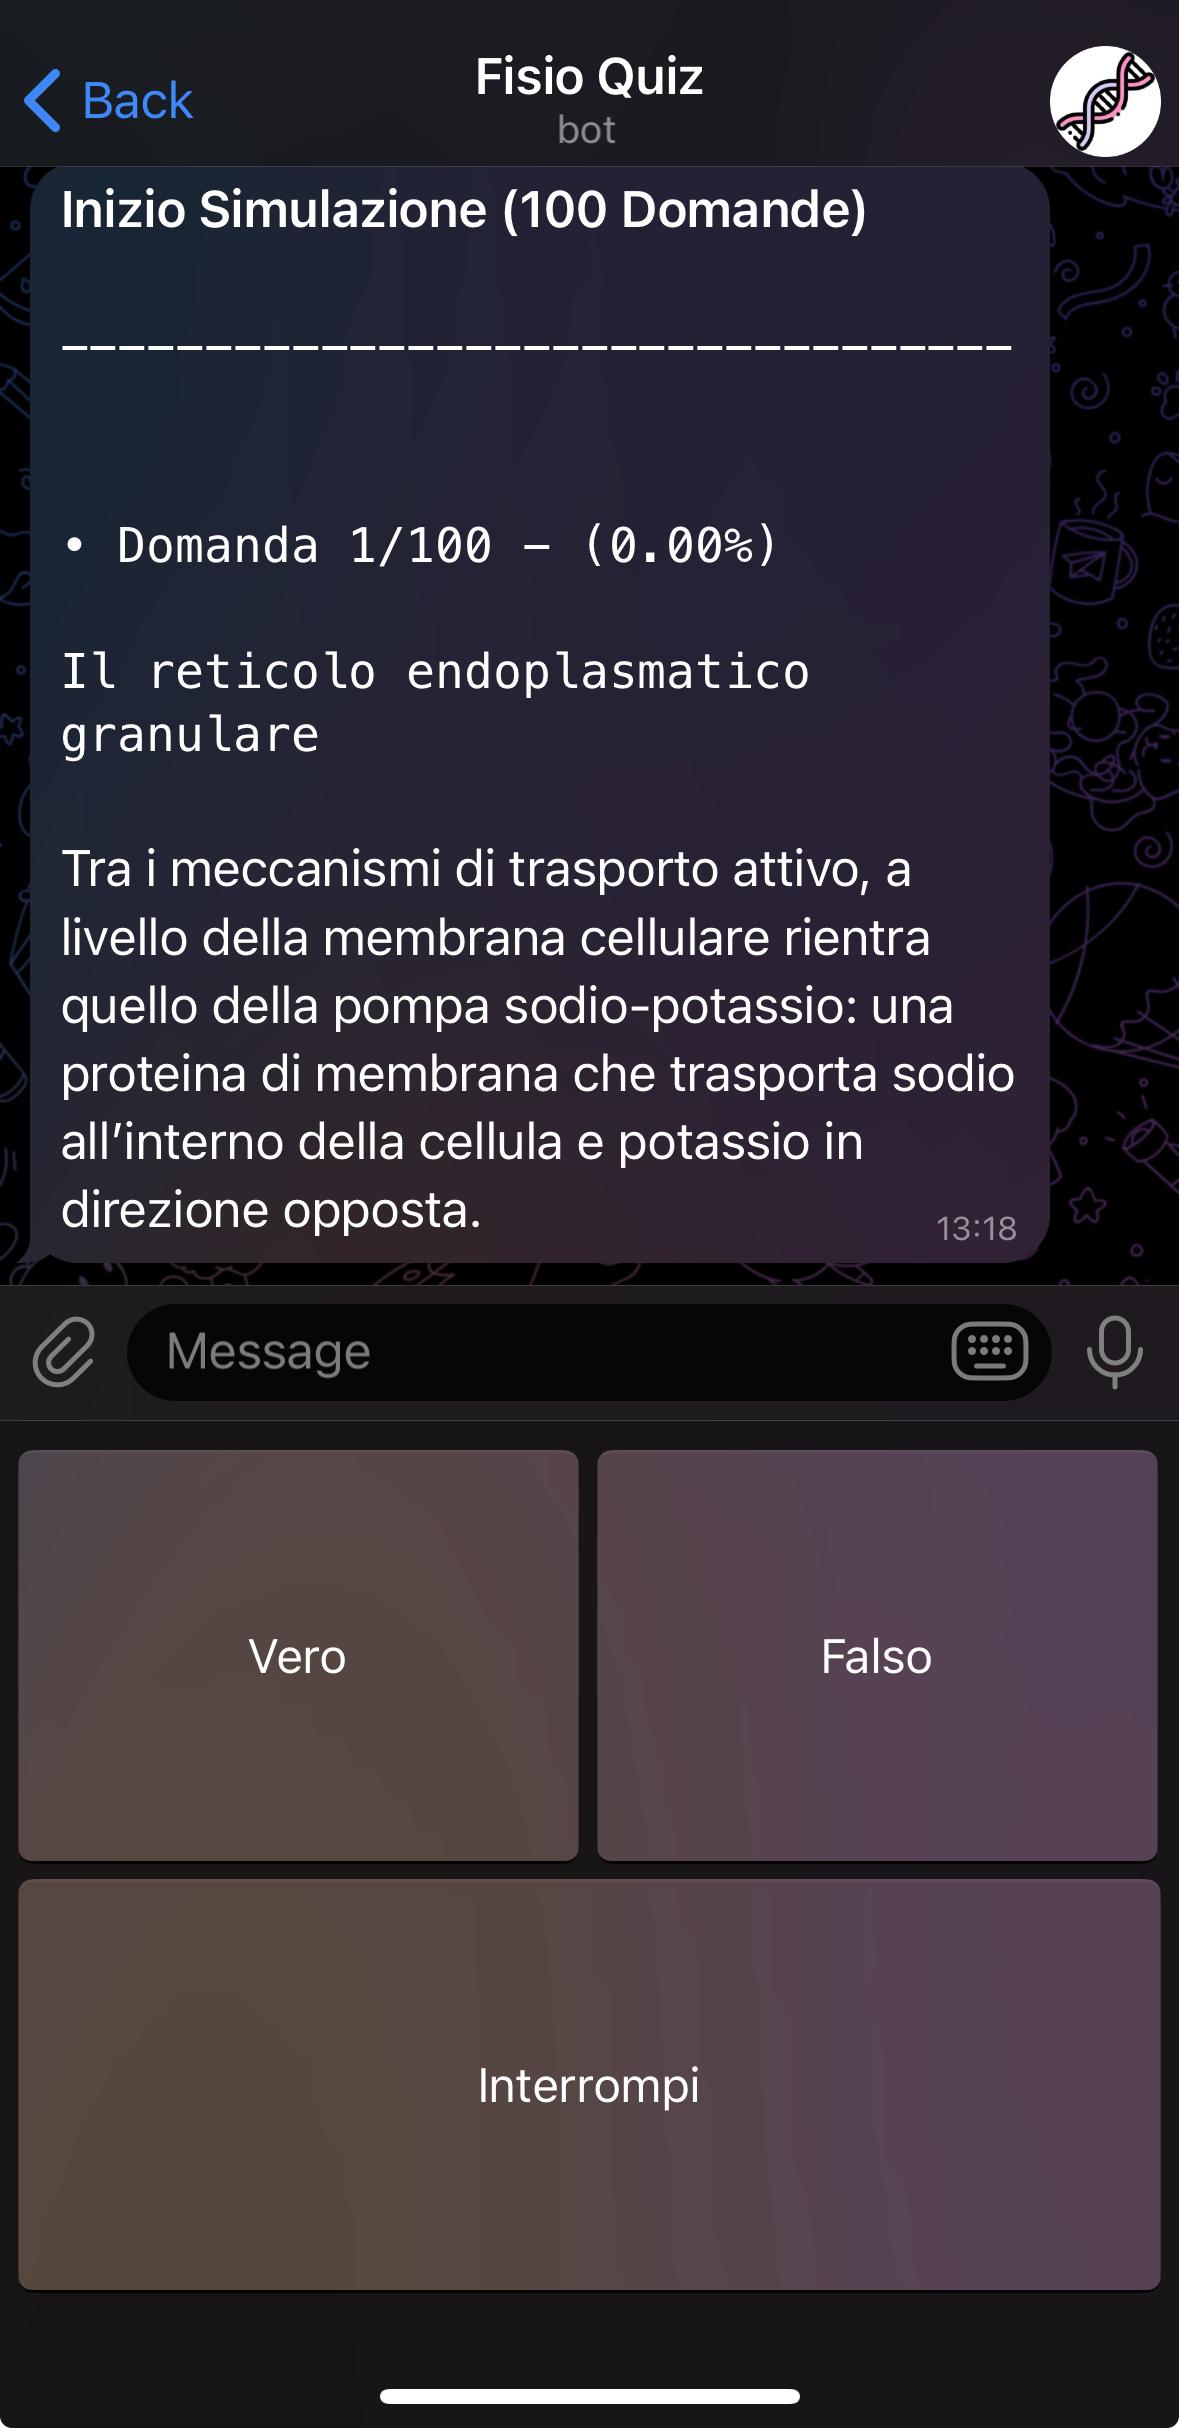 Back
Fisio Quiz
bot
Inizio Simulazione (100 Domande)
_________________________________
• Domanda 1/100 – (0.00%)
Il reticolo endoplasmatico
granulare
Tra i meccanismi di trasporto attivo, a
livello della membrana cellulare rientra
quello della pompa sodio-potassio: una
proteina di membrana che trasporta sodio
all’interno della cellula e potassio in
direzione opposta.
13:18
Message
Vero
Falso
Interrompi